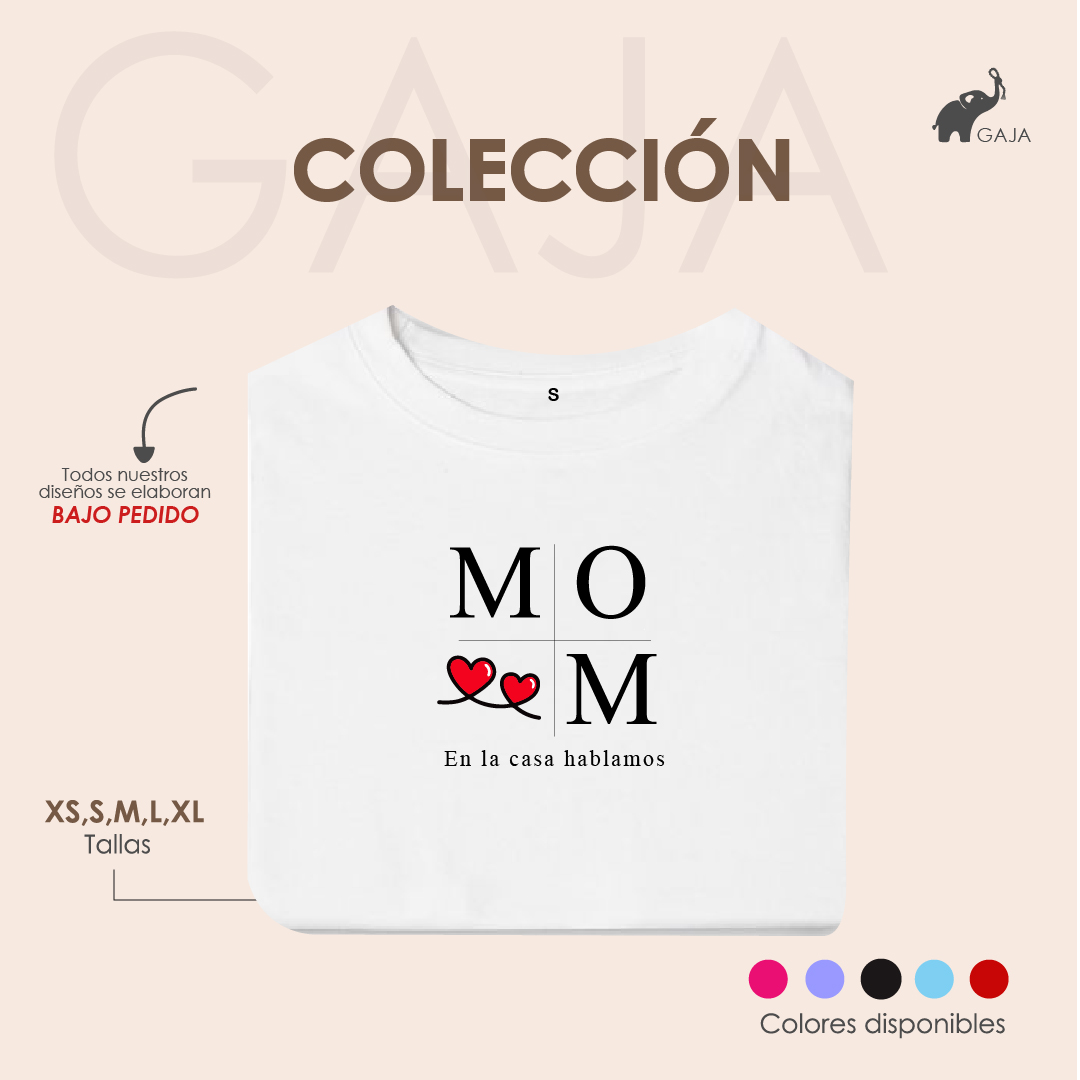 GAJA
COLECCIÓN
GAJA
S
Todos nuestros
diseños se elaboran
BAJO PEDIDO
M O
M
En la casa hablamos
XS,S,M,L,XL
Tallas
Colores disponibles